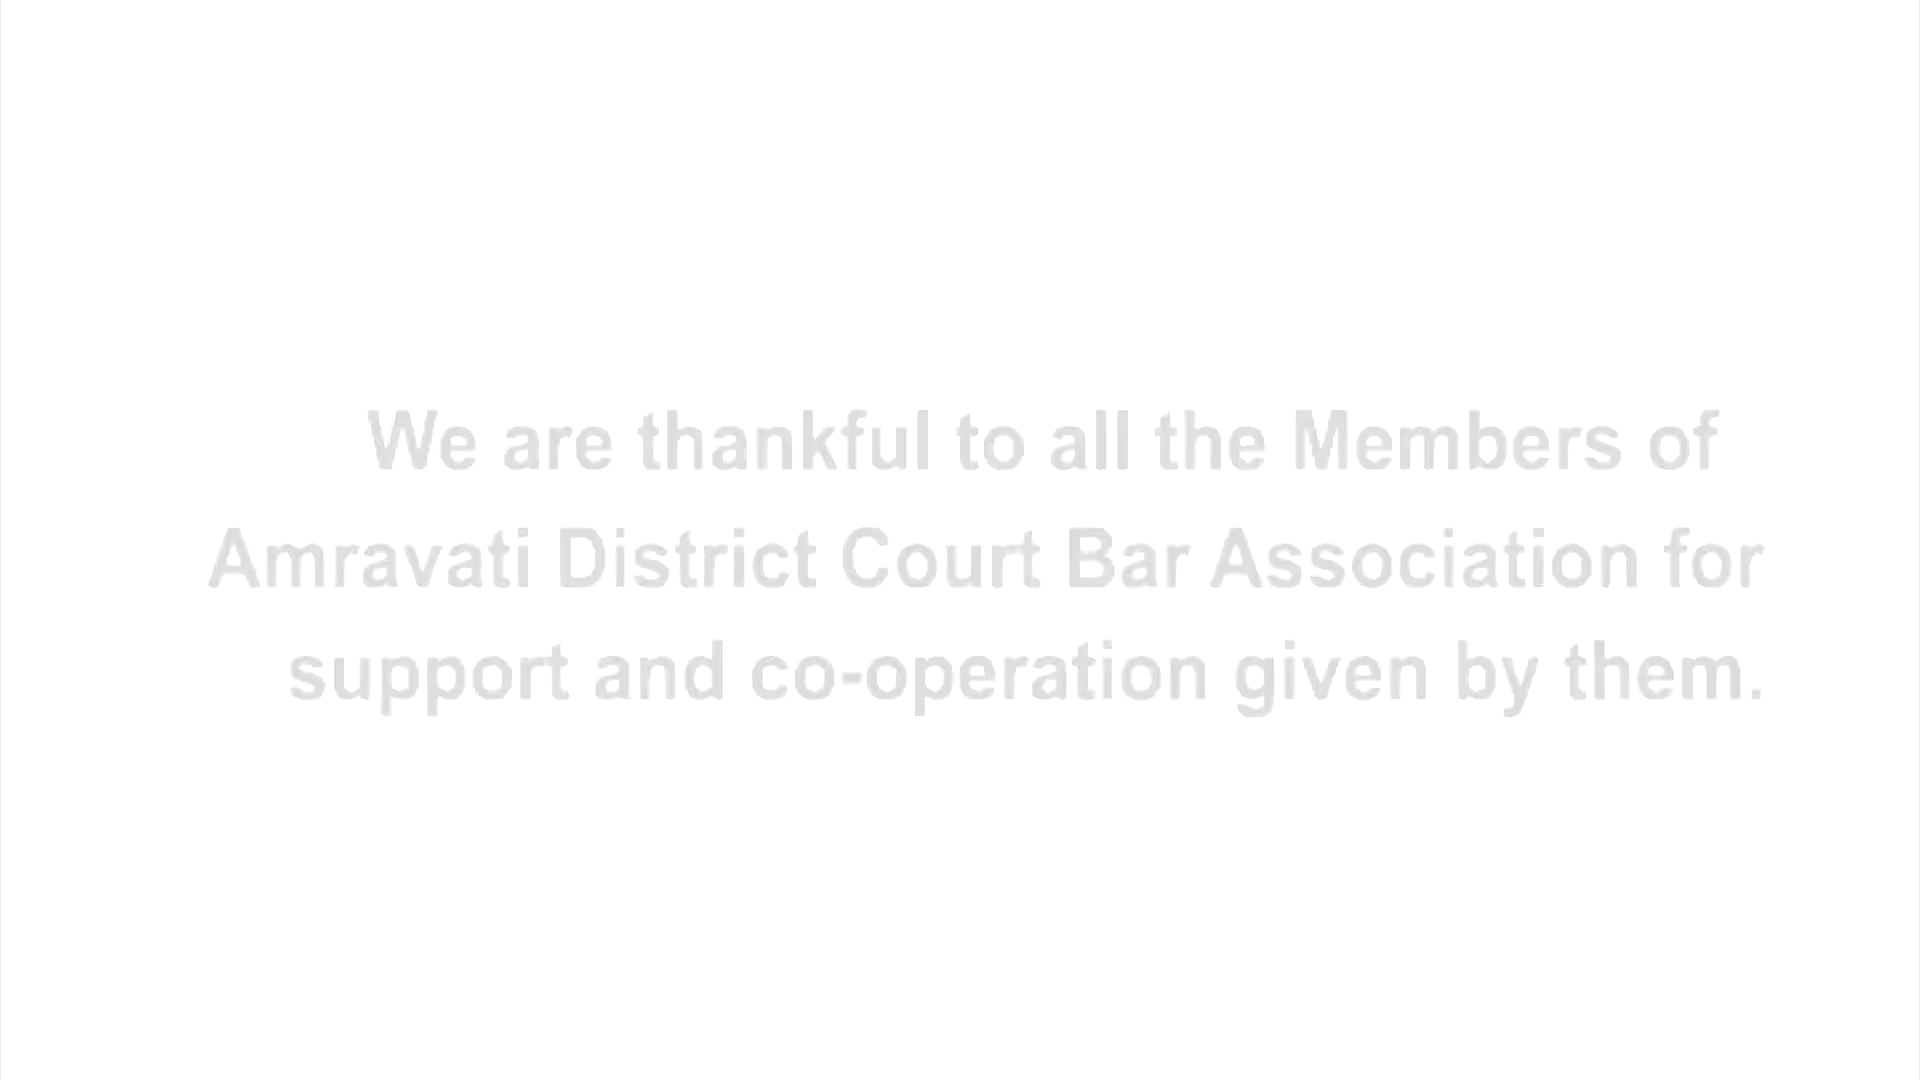 We are thankful to all the Members of
Amravati District Court Bar Association for
support and co-operation given by them.